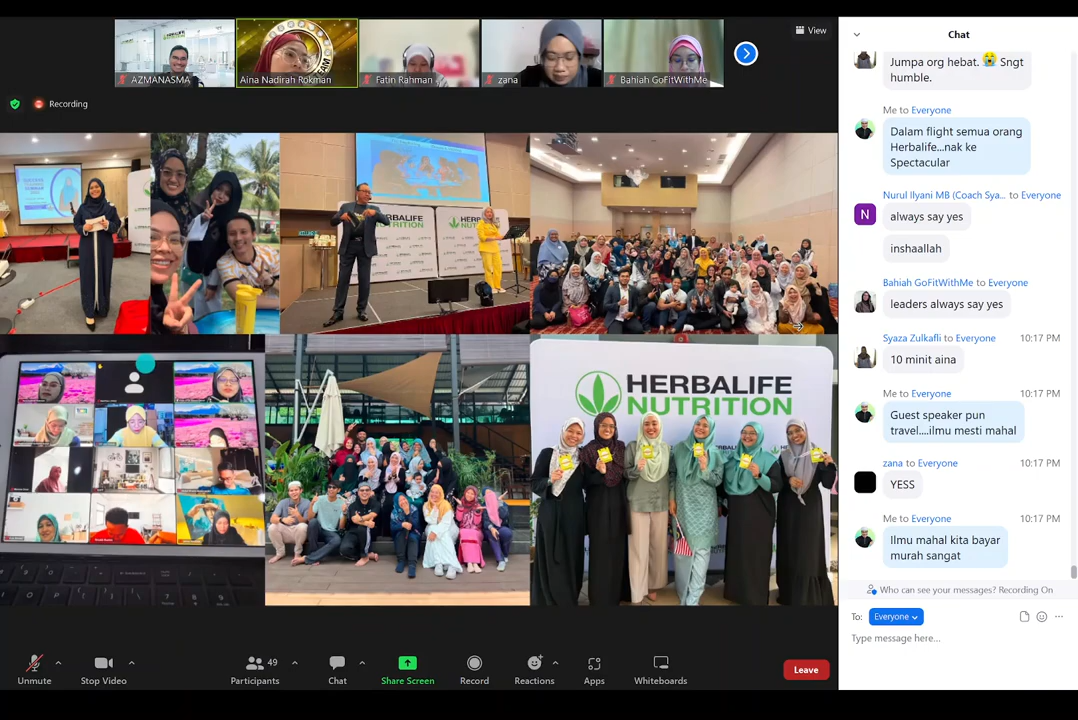 View
AZMANASMA
Aina Nadirah Rokman
Fatin Rahman
zana
Bahiah GoFitWithMe
Recording
HERBALIFE
NUTRITION
HERBALIFE
NUTRITION
Chat
Jumpa org hebat. 😭 Sngt
humble.
Me to Everyone
Dalam flight semua orang
Herbalife...nak ke
Spectacular
Nurul Ilyani MB (Coach Sya... to Everyone
N
always say yes
inshaallah
Bahiah GoFitWithMe to Everyone
leaders always say yes
Syaza Zulkafli to Everyone 10:17 PM
10 minit aina
Me to Everyone 10:17 PM
Guest speaker pun
travel....ilmu mesti mahal
zana to Everyone 10:17 PM
YESS
Me to Everyone 10:17 PM
Ilmu mahal kita bayar
murah sangat
Who can see your messages? Recording On
To: Everyone
Type message here...
Unmute
Stop Video
Participants
49
Chat
Share Screen
Record
Reactions
Apps
Whiteboards
Leave